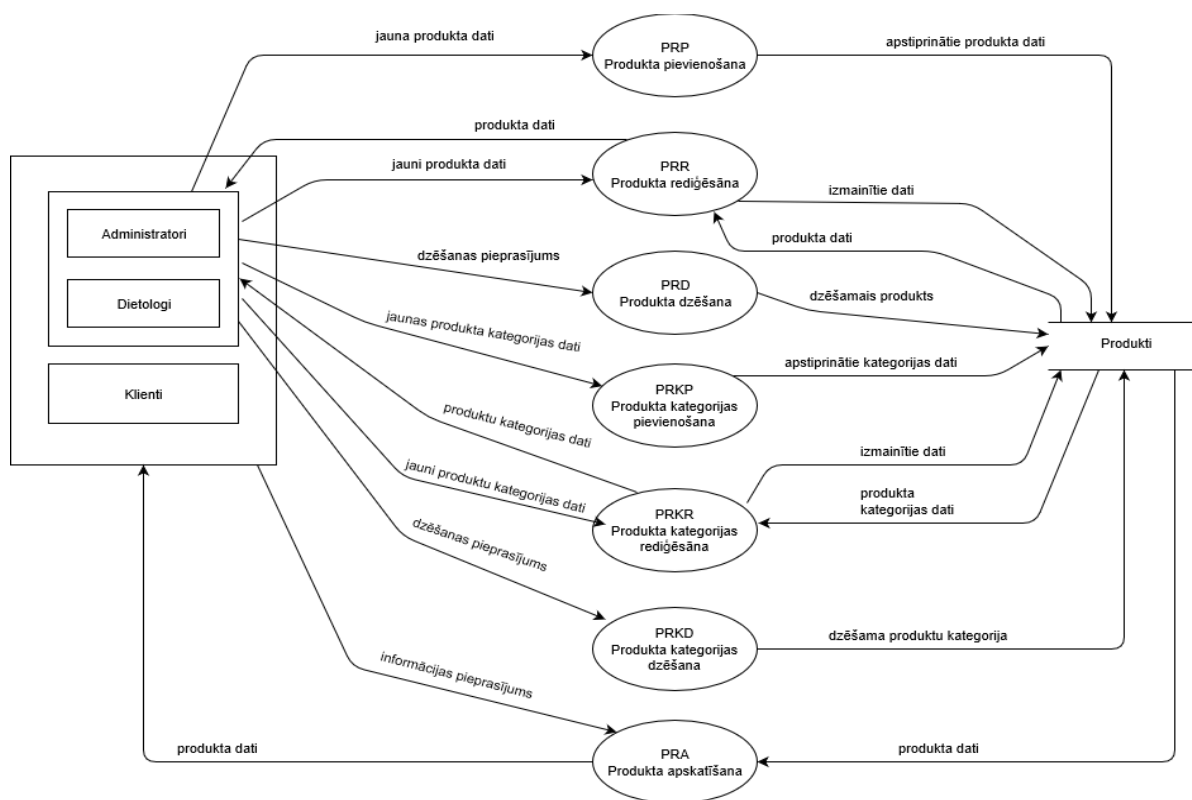 jauna produkta dati
PRP
Produkta pievienošana
apstiprinātie produkta dati
produkta dati
jauni produkta dati
PRR
Produkta rediģēsāna
izmainītie dati
produkta dati
Administratori
dzēšanas pieprasījums
PRD
Produkta dzēšana
dzēšamais produkts
Dietologi
jaunas produkta kategorijas dati
Produkti
apstiprinātie kategorijas dati
PRKP
Produkta kategorijas
pievienošana
Klienti
produktu kategorijas dati
izmainītie dati
jauni produktu kategorijas dati
produkta
kategorijas dati
PRKR
Produkta kategorijas
rediģēsāna
dzēšanas pieprasījums
PRKD
Produkta kategorijas
dzēšana
dzēšama produktu kategorija
informācijas pieprasījums
produkta dati
PRA
Produkta apskatīšana
produkta dati